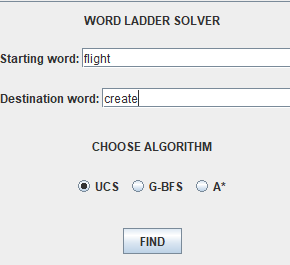 WORD LADDER SOLVER
Starting word: flight
Destination word: create
CHOOSE ALGORITHM
UCS G-BFS A*
FIND